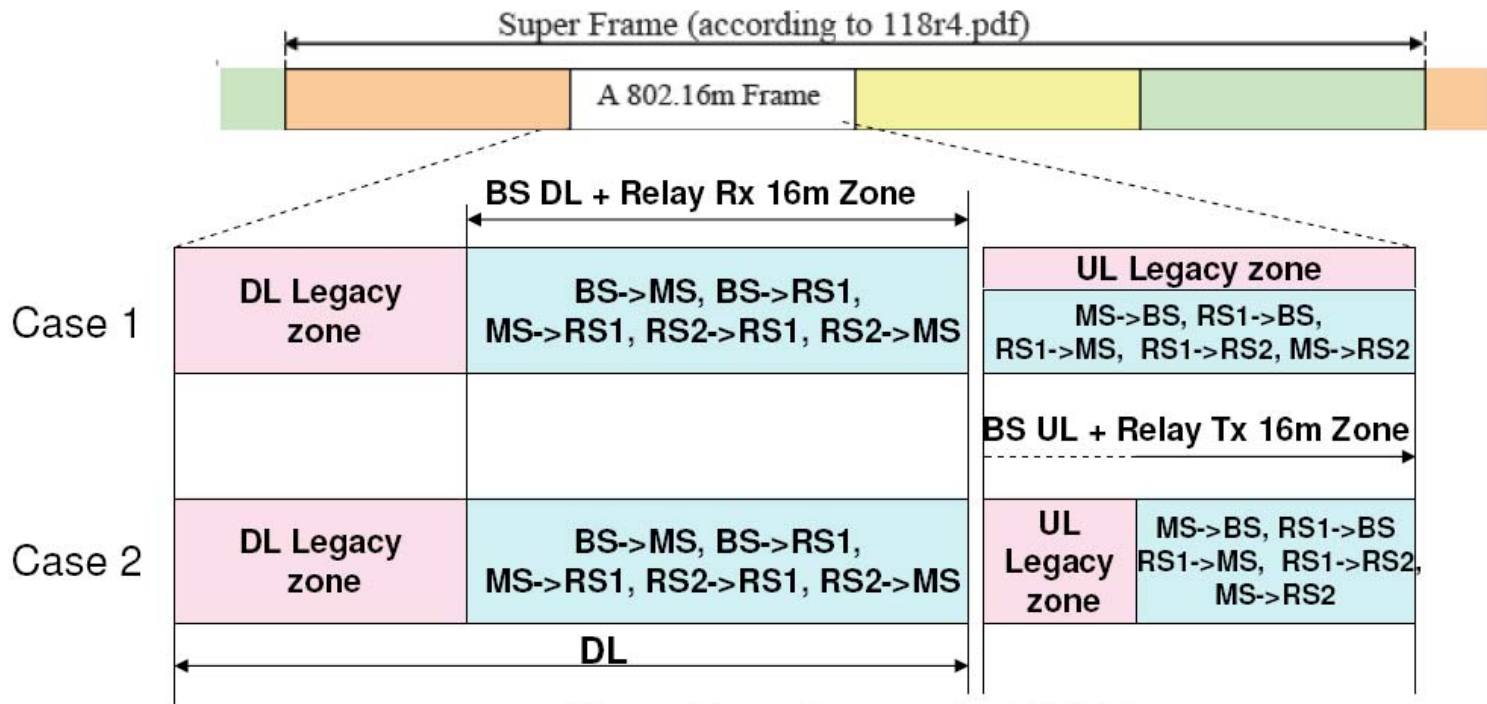 Super Frame (according to 118r4.pdf)
A 802.16m Frame
BS DL + Relay Rx 16m Zone
Case 1
DL Legacy
zone
BS->MS, BS->RS1,
MS->RS1, RS2->RS1, RS2->MS
UL Legacy zone
MS->BS, RS1->BS,
RS1->MS, RS1->RS2, MS->RS2
BS UL + Relay Tx 16m Zone
Case 2
DL Legacy
zone
BS->MS, BS->RS1,
MS->RS1, RS2->RS1, RS2->MS
UL
Legacy
zone
MS->BS, RS1->BS
RS1->MS, RS1->RS2,
MS->RS2
DL